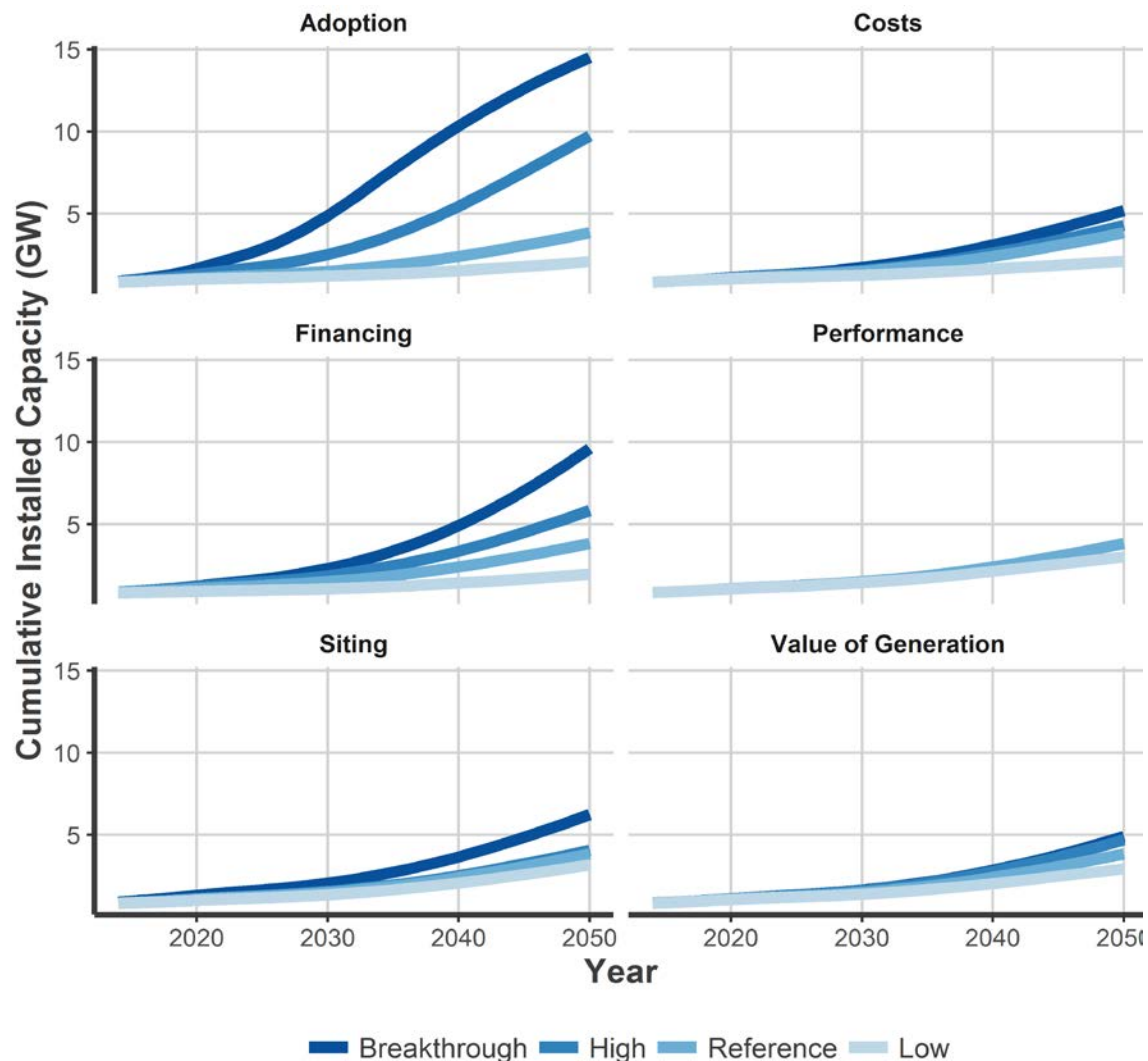 Adoption
Costs
15
10
5
Financing
Performance
15
10
5
Siting
Value of Generation
15
10
5
2020
2030
2040
2050
2020
2030
2040
205
Cumulative Installed Capacity (GW)
Year
Breakthrough
High
Reference
Low